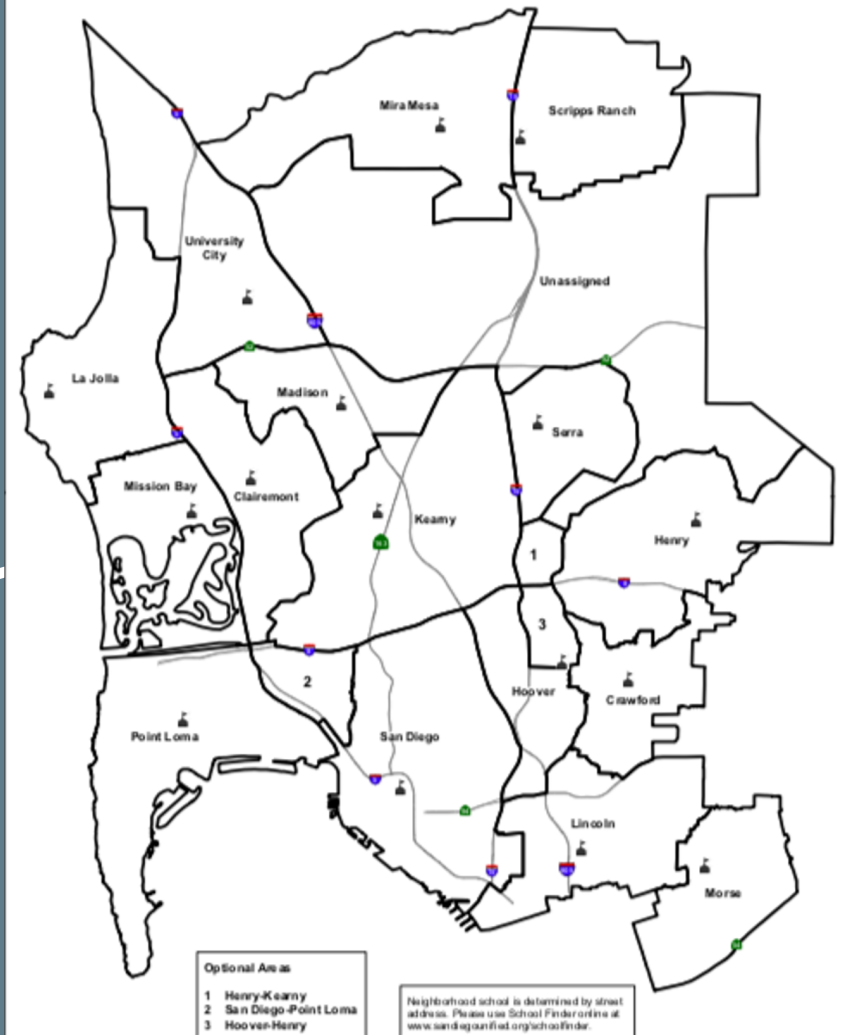 Mira Mesa
Scripps Ranch
University
City
Unassigned
La Jolla
Madison
Serra
Mission Bay
Clairemont
Kearny
Henry
1
3
2
Hoover
Crawford
Point Loma
San Diego
Lincoln
Morse
Optional Areas
1 Henry-Kearny
2 San Diego-Point Loma
3 Hoover-Henry
Neighborhood school is determined by street
address. Please use School Finder online at
www.sandiegounified.org/schoolfinder.